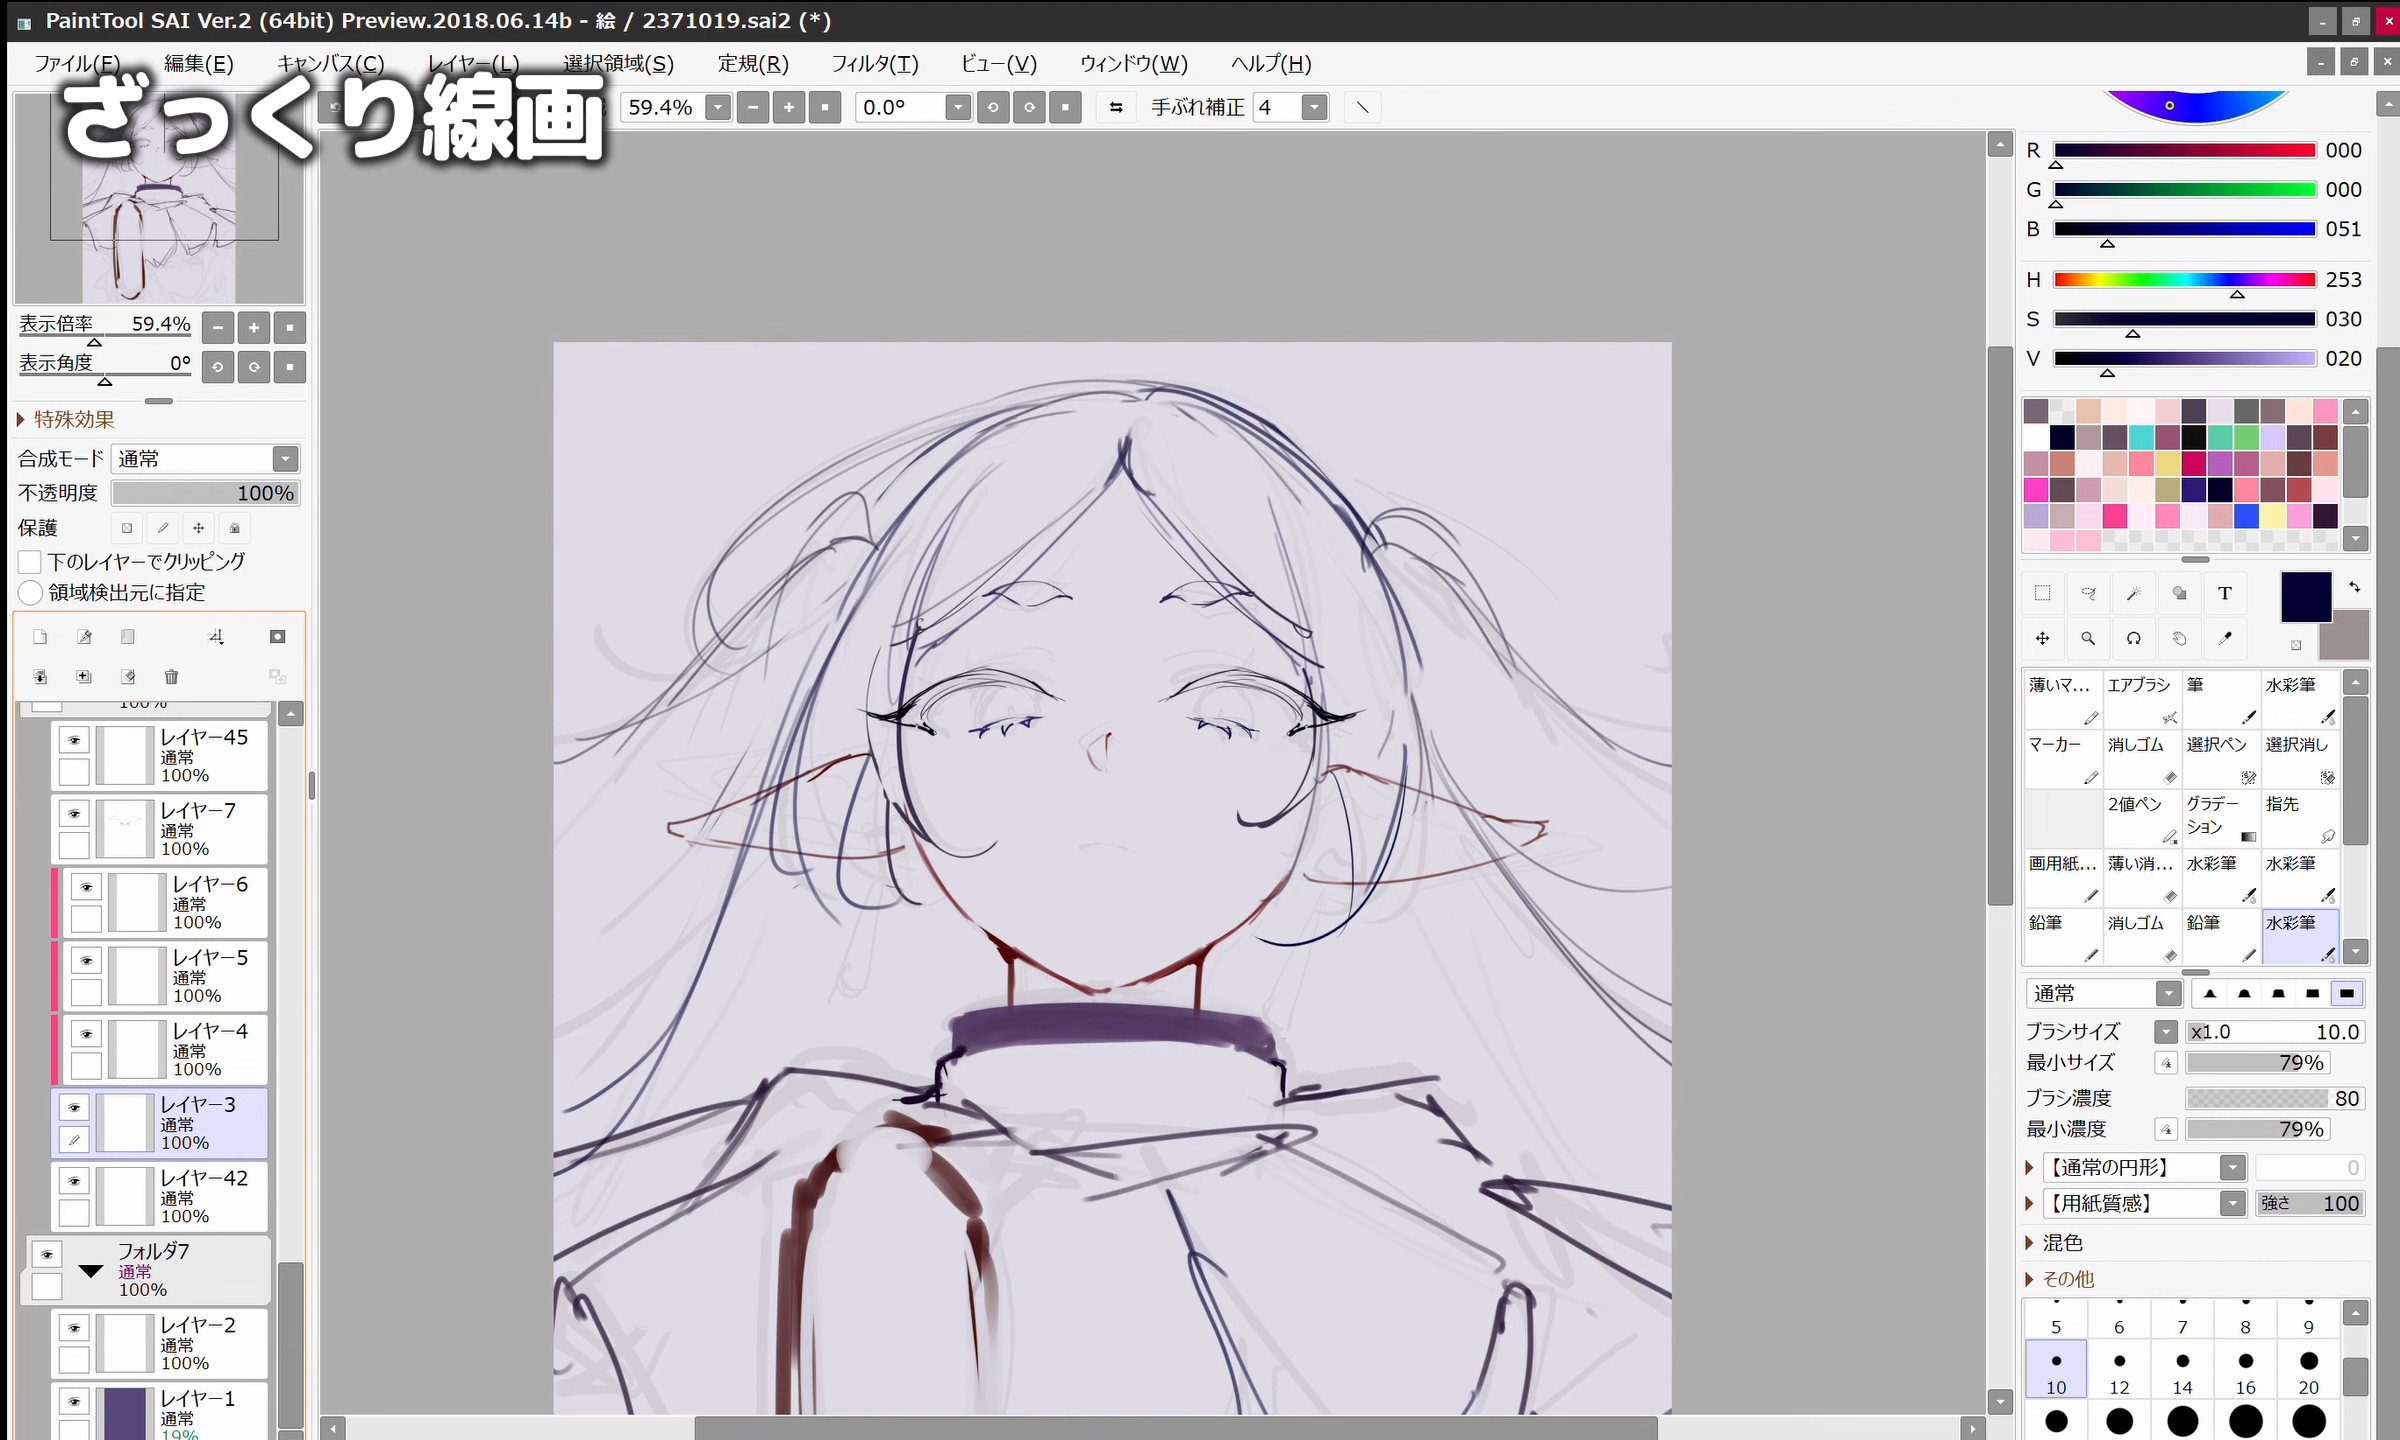 PaintTool SAI Ver.2 (64bit) Preview.2018.06.14b - 絵 / 2371019.sai2 (*)
ファイル(F) 編集(E) キャンバス(C) レイヤー(L) 選択領域(S) 定規(R) フィルタ(T) ビュー(V) ウィンドウ(W) ヘルプ(H)
ざっくり線画
59.4% 0.0° 手ぶれ補正 4
表示倍率 59.4%
表示角度 0°
特殊効果
合成モード 通常
不透明度 100%
保護
下のレイヤーでクリッピング
領域検出元に指定
100%
レイヤー45
通常
100%
レイヤー7
通常
100%
レイヤー6
通常
100%
レイヤー5
通常
100%
レイヤー4
通常
100%
レイヤー3
通常
100%
レイヤー42
通常
100%
フォルダ7
通常
100%
レイヤー2
通常
100%
レイヤー1
通常
19%
R 000
G 000
B 051
H 253
S 030
V 020
T
薄いマ... エアブラシ 筆 水彩筆
マーカー 消しゴム 選択ペン 選択消し
2値ペン グラデーション 指先
画用紙... 薄い消... 水彩筆 水彩筆
鉛筆 消しゴム 鉛筆 水彩筆
通常
ブラシサイズ x1.0 10.0
最小サイズ 79%
ブラシ濃度 80
最小濃度 79%
【通常の円形】 0
【用紙質感】 強さ 100
混色
その他
5 6 7 8 9
10 12 14 16 20